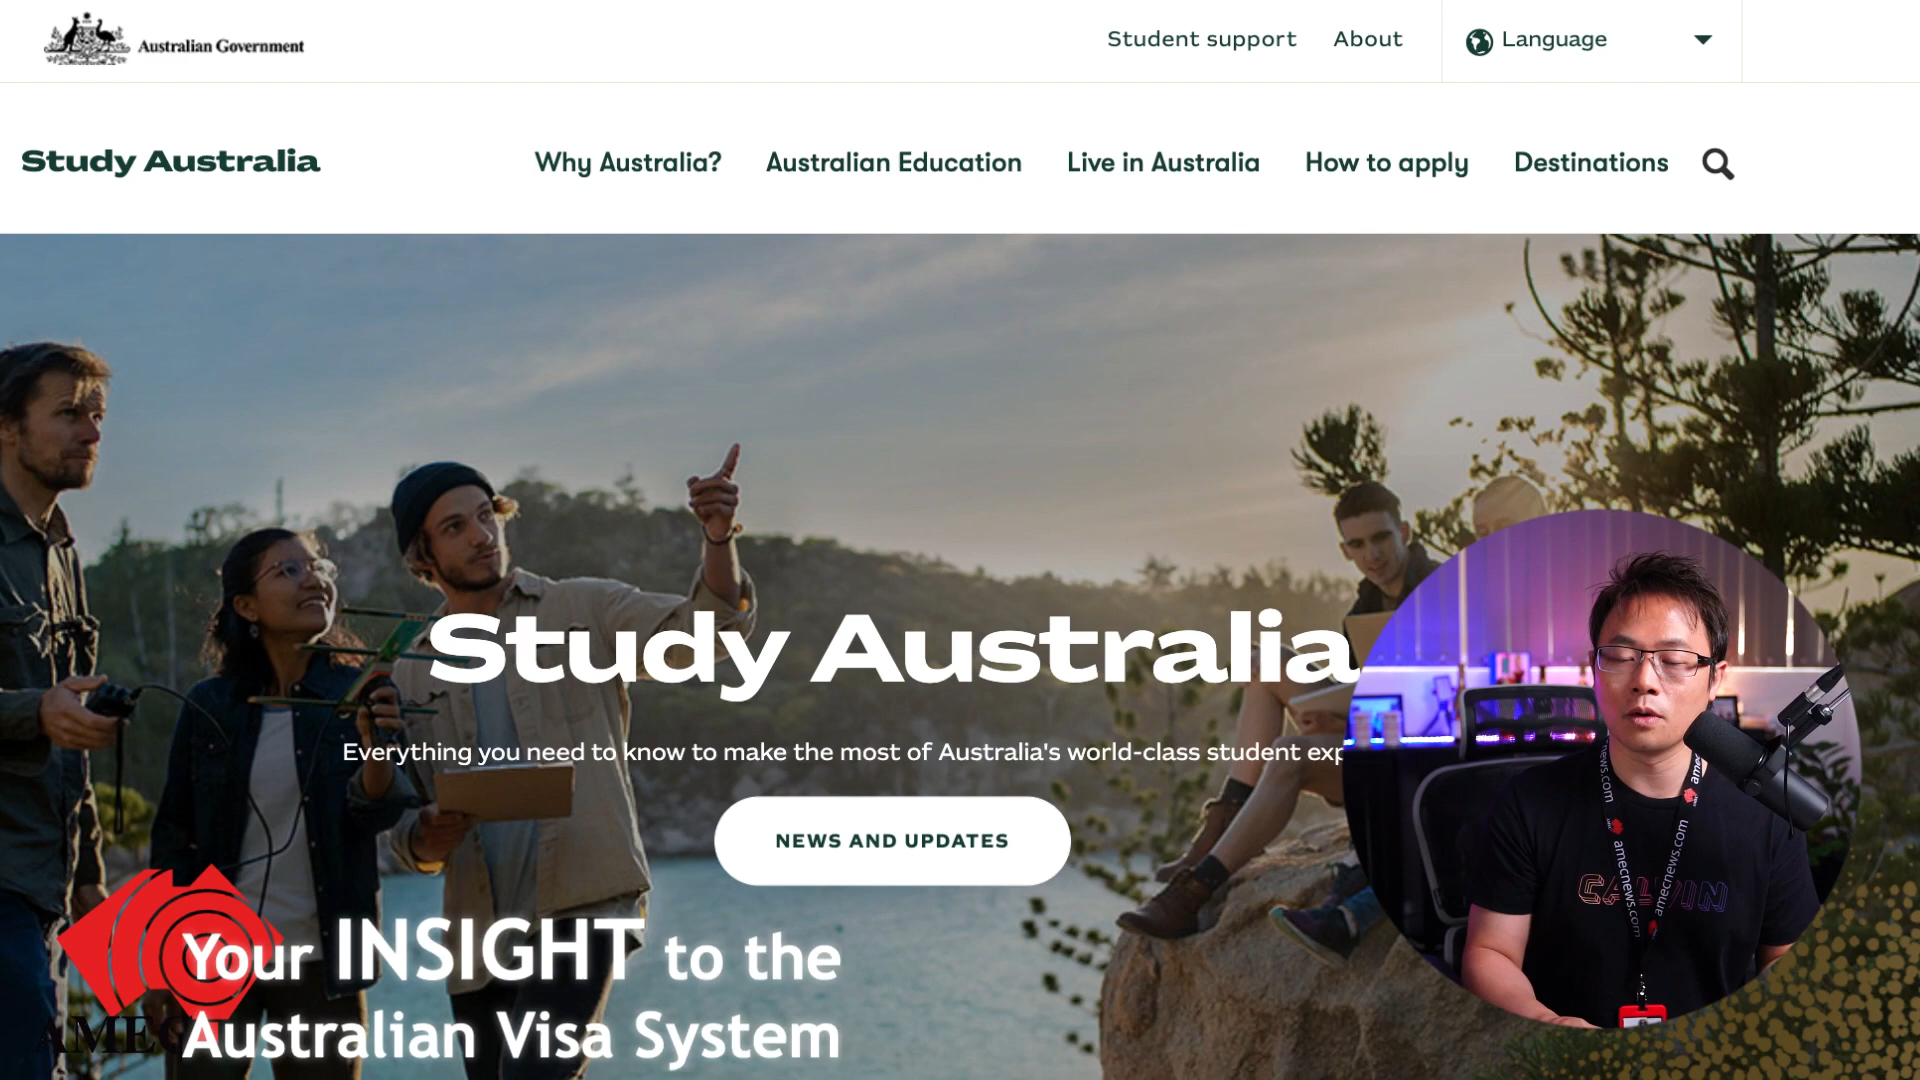 Australian Government
Student support
About
Language
Study Australia
Why Australia?
Australian Education
Live in Australia
How to apply
Destinations
Study Australia
Everything you need to know to make the most of Australia's world-class student exp
NEWS AND UPDATES
Your INSIGHT to the
Australian Visa System
AMEC
amecnews.com
amecnews.com